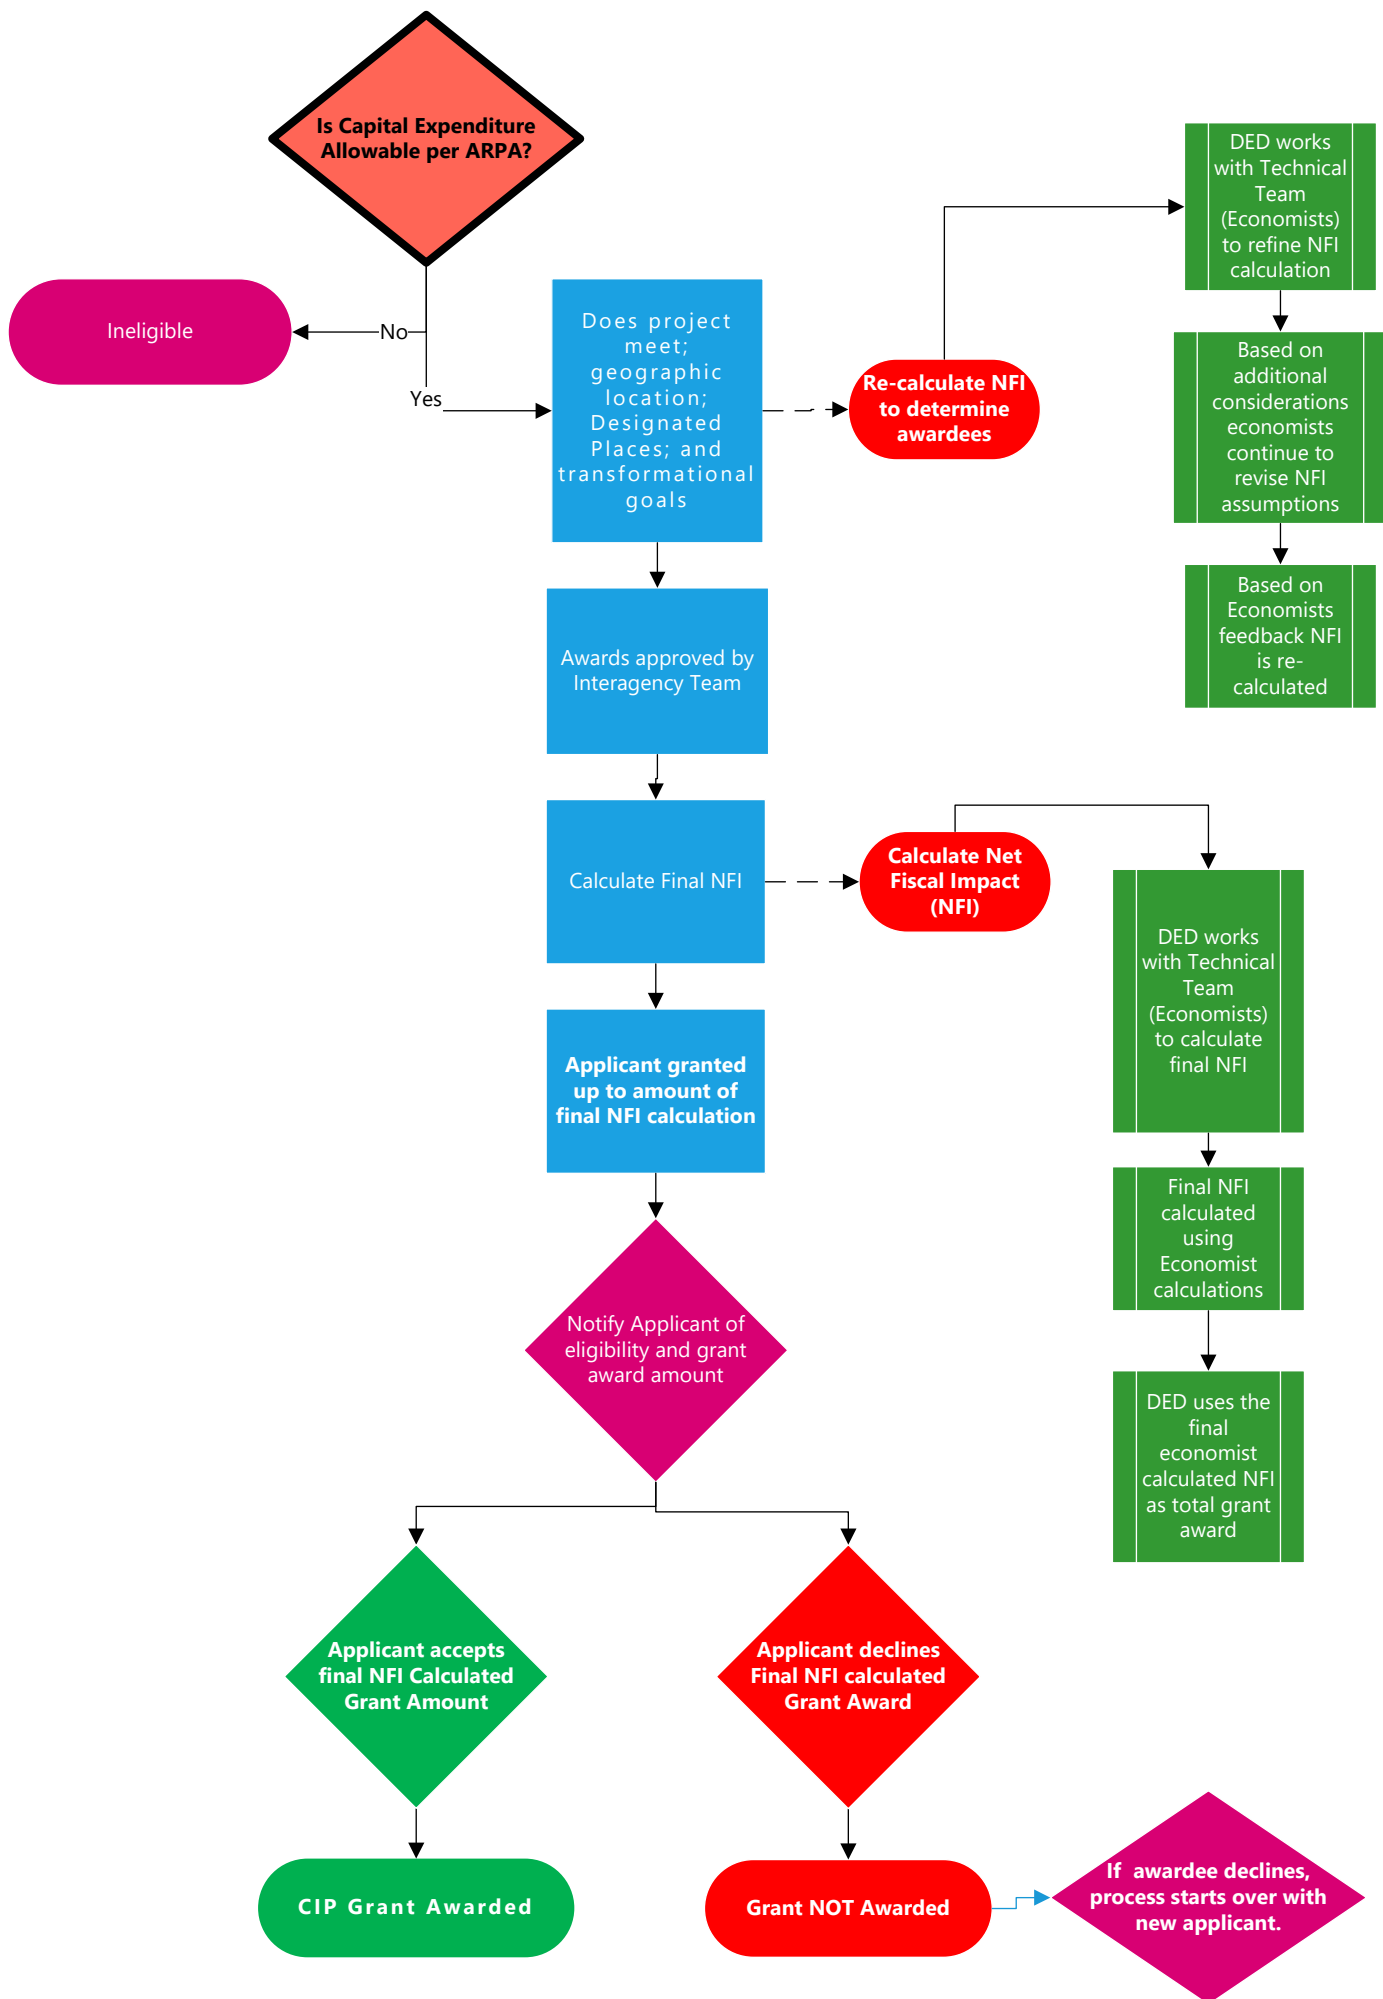 Is Capital Expenditure
Allowable per ARPA?
Ineligible
No
Yes
Does project
meet;
geographic
location;
Designated
Places; and
transformational
goals
Re-calculate NFI
to determine
awardees
DED works
with Technical
Team
(Economists)
to refine NFI
calculation
Based on
additional
considerations
economists
continue to
revise NFI
assumptions
Based on
Economists
feedback NFI
is re-
calculated
Awards approved by
Interagency Team
Calculate Final NFI
Calculate Net
Fiscal Impact
(NFI)
DED works
with Technical
Team
(Economists)
to calculate
final NFI
Final NFI
calculated
using
Economist
calculations
DED uses the
final
economist
calculated NFI
as total grant
award
Applicant granted
up to amount of
final NFI calculation
Notify Applicant of
eligibility and grant
award amount
Applicant accepts
final NFI Calculated
Grant Amount
Applicant declines
Final NFI calculated
Grant Award
CIP Grant Awarded
Grant NOT Awarded
If awardee declines,
process starts over with
new applicant.